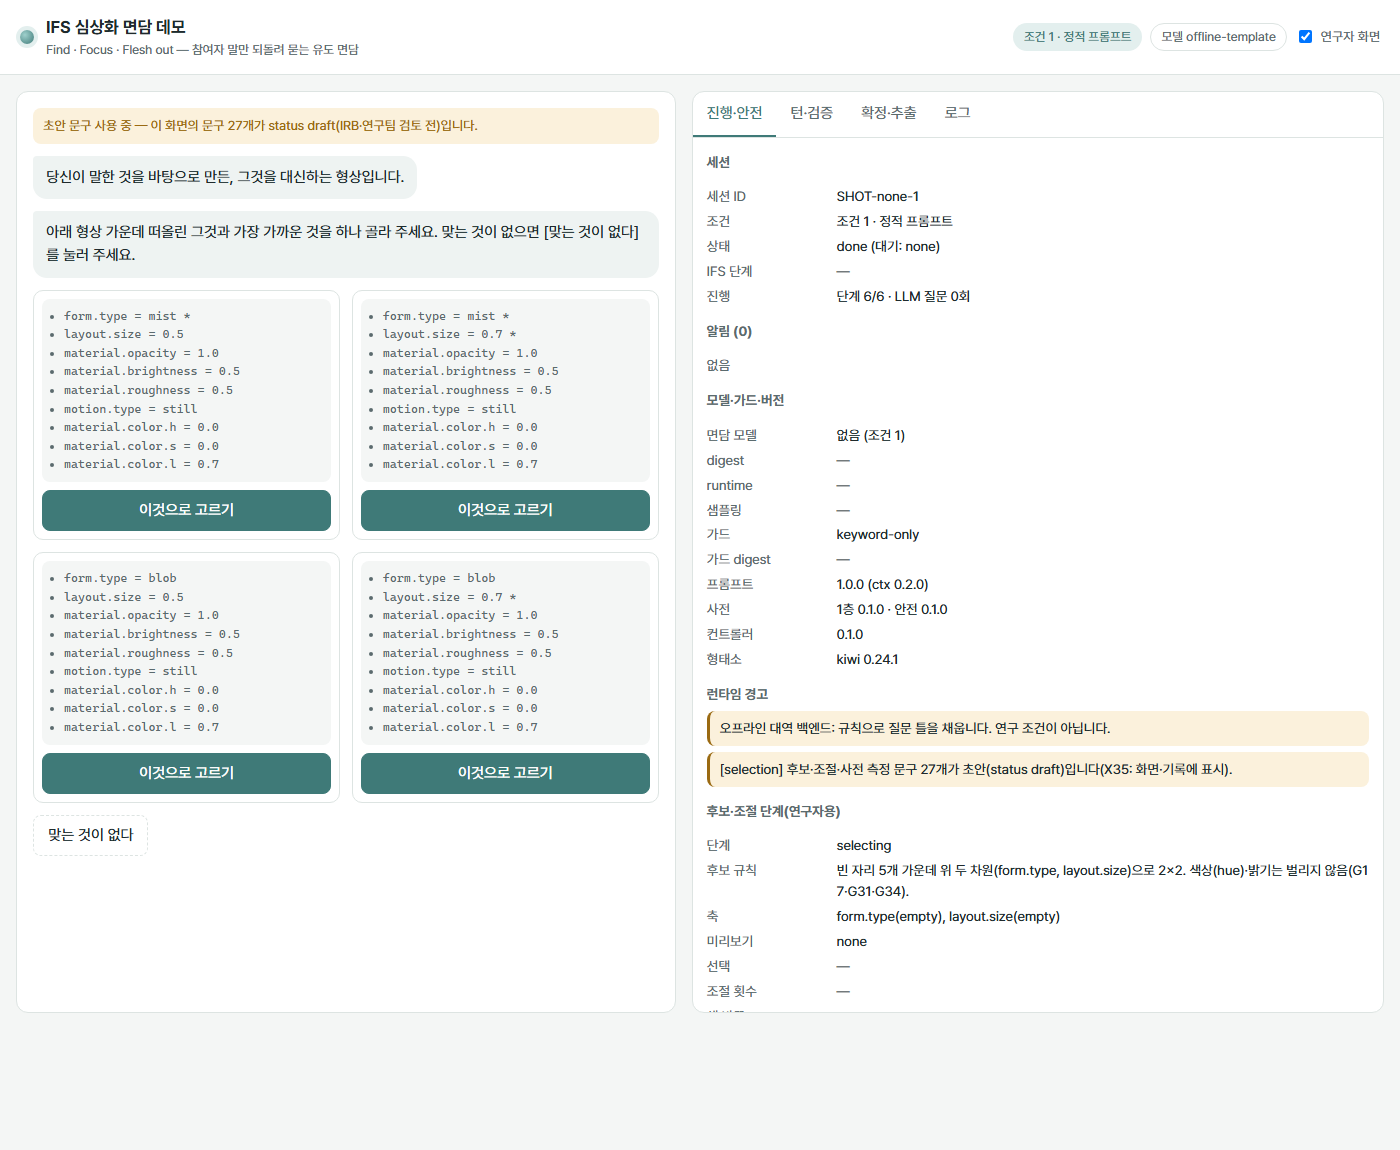 IFS 심상화 면담 데모
Find · Focus · Flesh out — 참여자 말만 되돌려 묻는 유도 면담
조건 1 · 정적 프롬프트
모델 offline-template
연구자 화면
초안 문구 사용 중 — 이 화면의 문구 27개가 status draft(IRB·연구팀 검토 전)입니다.
당신이 말한 것을 바탕으로 만든, 그것을 대신하는 형상입니다.
아래 형상 가운데 떠올린 그것과 가장 가까운 것을 하나 골라 주세요. 맞는 것이 없으면 [맞는 것이 없다]
를 눌러 주세요.
form.type = mist *
layout.size = 0.5
material.opacity = 1.0
material.brightness = 0.5
material.roughness = 0.5
motion.type = still
material.color.h = 0.0
material.color.s = 0.0
material.color.l = 0.7
이것으로 고르기
form.type = mist *
layout.size = 0.7 *
material.opacity = 1.0
material.brightness = 0.5
material.roughness = 0.5
motion.type = still
material.color.h = 0.0
material.color.s = 0.0
material.color.l = 0.7
이것으로 고르기
form.type = blob
layout.size = 0.5
material.opacity = 1.0
material.brightness = 0.5
material.roughness = 0.5
motion.type = still
material.color.h = 0.0
material.color.s = 0.0
material.color.l = 0.7
이것으로 고르기
form.type = blob
layout.size = 0.7 *
material.opacity = 1.0
material.brightness = 0.5
material.roughness = 0.5
motion.type = still
material.color.h = 0.0
material.color.s = 0.0
material.color.l = 0.7
이것으로 고르기
맞는 것이 없다
진행·안전 턴·검증 확정·추출 로그
세션
세션 ID SHOT-none-1
조건 조건 1 · 정적 프롬프트
상태 done (대기: none)
IFS 단계 —
진행 단계 6/6 · LLM 질문 0회
알림 (0)
없음
모델·가드·버전
면담 모델 없음 (조건 1)
digest —
runtime —
샘플링 —
가드 keyword-only
가드 digest —
프롬프트 1.0.0 (ctx 0.2.0)
사전 1층 0.1.0 · 안전 0.1.0
컨트롤러 0.1.0
형태소 kiwi 0.24.1
런타임 경고
오프라인 대역 백엔드: 규칙으로 질문 틀을 채웁니다. 연구 조건이 아닙니다.
[selection] 후보·조절·사전 측정 문구 27개가 초안(status draft)입니다(X35: 화면·기록에 표시).
후보·조절 단계(연구자용)
단계 selecting
후보 규칙 빈 자리 5개 가운데 위 두 차원(form.type, layout.size)으로 2×2. 색상(hue)·밝기는 벌리지 않음(G1
7·G31·G34).
축 form.type(empty), layout.size(empty)
미리보기 none
선택 —
조절 횟수 —